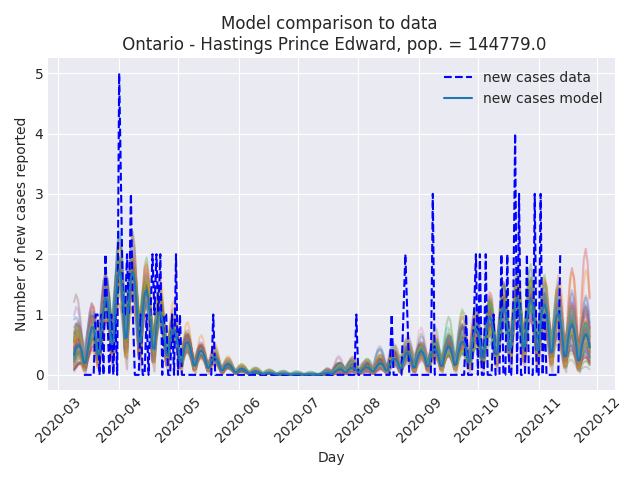 Model comparison to data
Ontario - Hastings Prince Edward, pop. = 144779.0
new cases data
new cases model
Number of new cases reported
5
4
3
2
1
0
2020-03
2020-04
2020-05
2020-06
2020-07
2020-08
2020-09
2020-10
2020-11
2020-12
Day